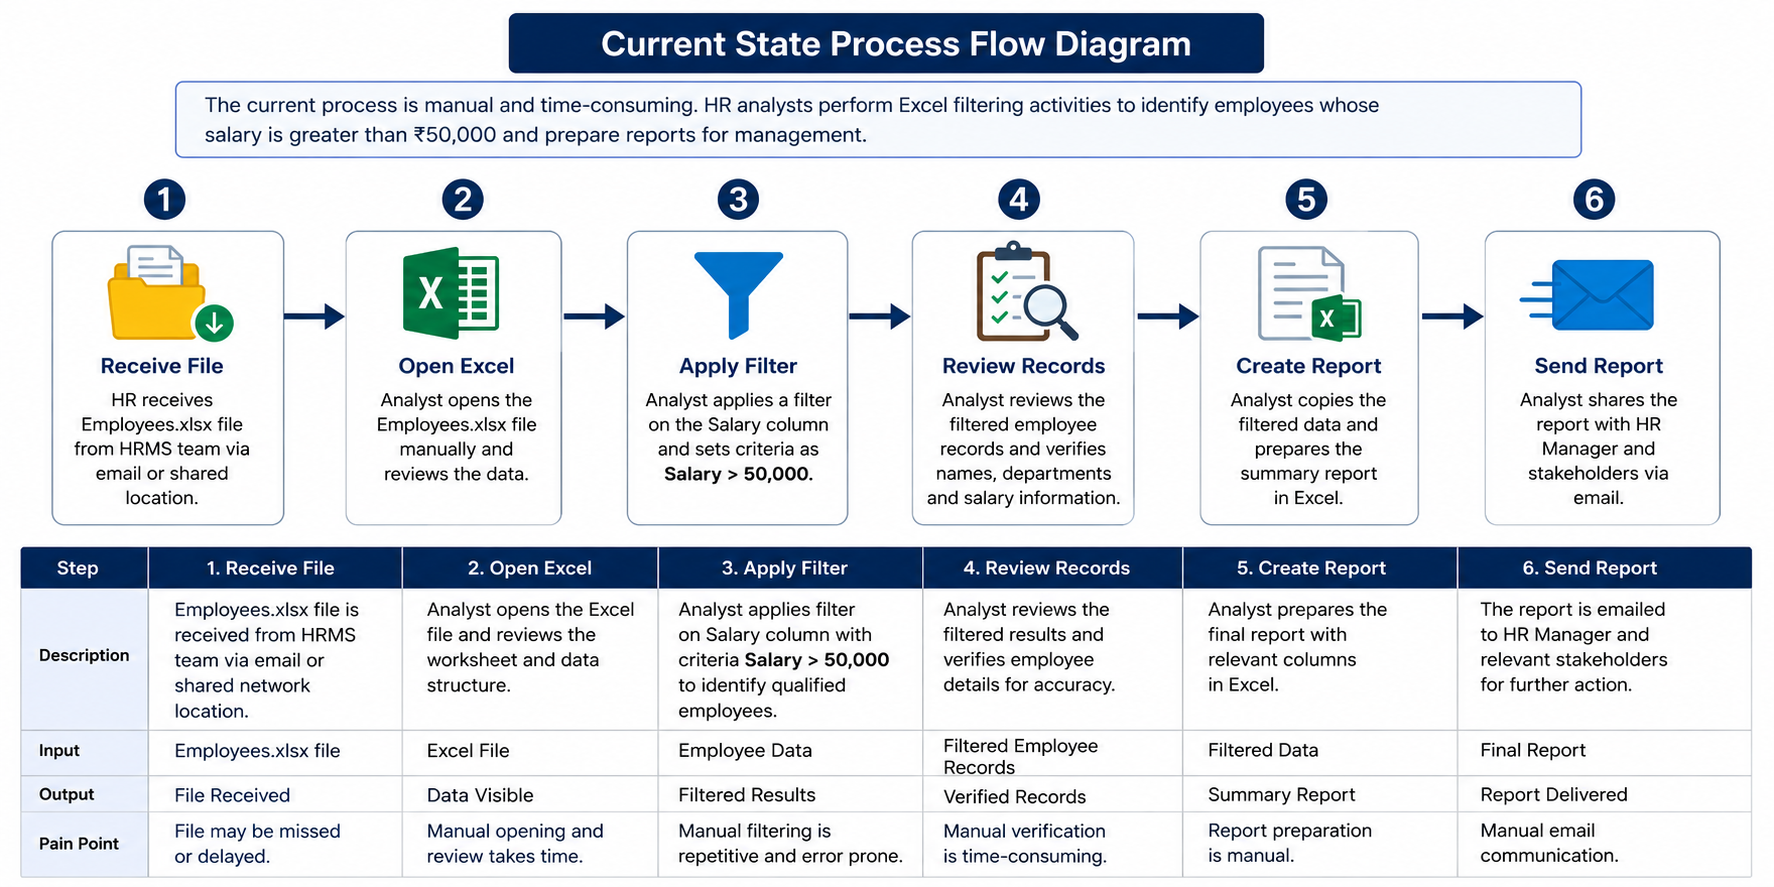 Current State Process Flow Diagram
The current process is manual and time-consuming. HR analysts perform Excel filtering activities to identify employees whose
salary is greater than ₹50,000 and prepare reports for management.
1
2
3
4
5
6
X
X
Receive File
HR receives
Employees.xlsx file
from HRMS team via
email or shared
location.
Open Excel
Analyst opens the
Employees.xlsx file
manually and
reviews the data.
Apply Filter
Analyst applies a filter
on the Salary column
and sets criteria as
Salary > 50,000.
Review Records
Analyst reviews the
filtered employee
records and verifies
names, departments
and salary information.
Create Report
Analyst copies the
filtered data and
prepares the
summary report
in Excel.
Send Report
Analyst shares the
report with HR
Manager and
stakeholders via
email.
Step
1. Receive File
2. Open Excel
3. Apply Filter
4. Review Records
5. Create Report
6. Send Report
Description
Employees.xlsx file is
received from HRMS
team via email or
shared network
location.
Analyst opens the Excel
file and reviews the
worksheet and data
structure.
Analyst applies filter
on Salary column with
criteria Salary > 50,000
to identify qualified
employees.
Analyst reviews the
filtered results and
verifies employee
details for accuracy.
Analyst prepares the
final report with
relevant columns
in Excel.
The report is emailed
to HR Manager and
relevant stakeholders
for further action.
Input
Employees.xlsx file
Excel File
Employee Data
Filtered Employee
Records
Filtered Data
Final Report
Output
File Received
Data Visible
Filtered Results
Verified Records
Summary Report
Report Delivered
Pain Point
File may be missed
or delayed.
Manual opening and
review takes time.
Manual filtering is
repetitive and error prone.
Manual verification
is time-consuming.
Report preparation
is manual.
Manual email
communication.